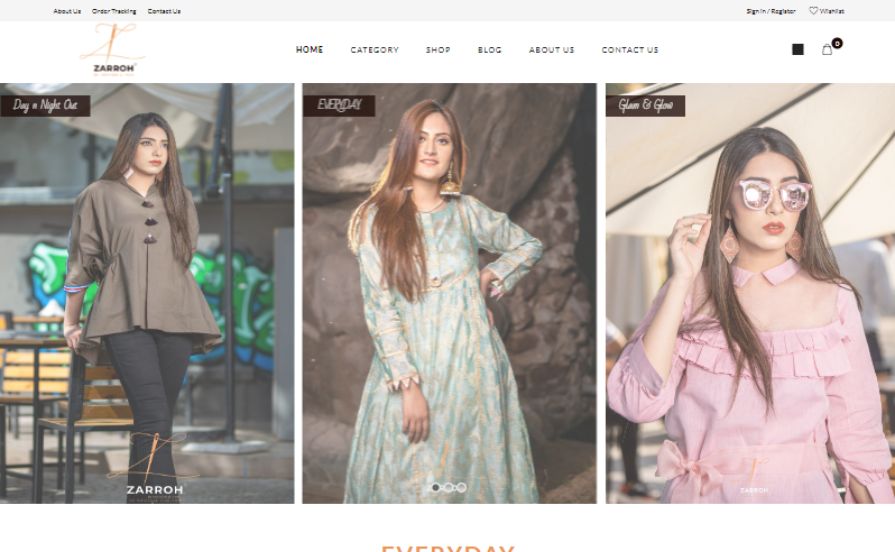 About Us Order Tracking Contact Us
Sign in / Register Wishlist
ZARROH
HOME CATEGORY SHOP BLOG ABOUT US CONTACT US
0
Day n Night Out
EVERYDAY
Glam & Glow
ZARROH
ZARROH
EVERYDAY